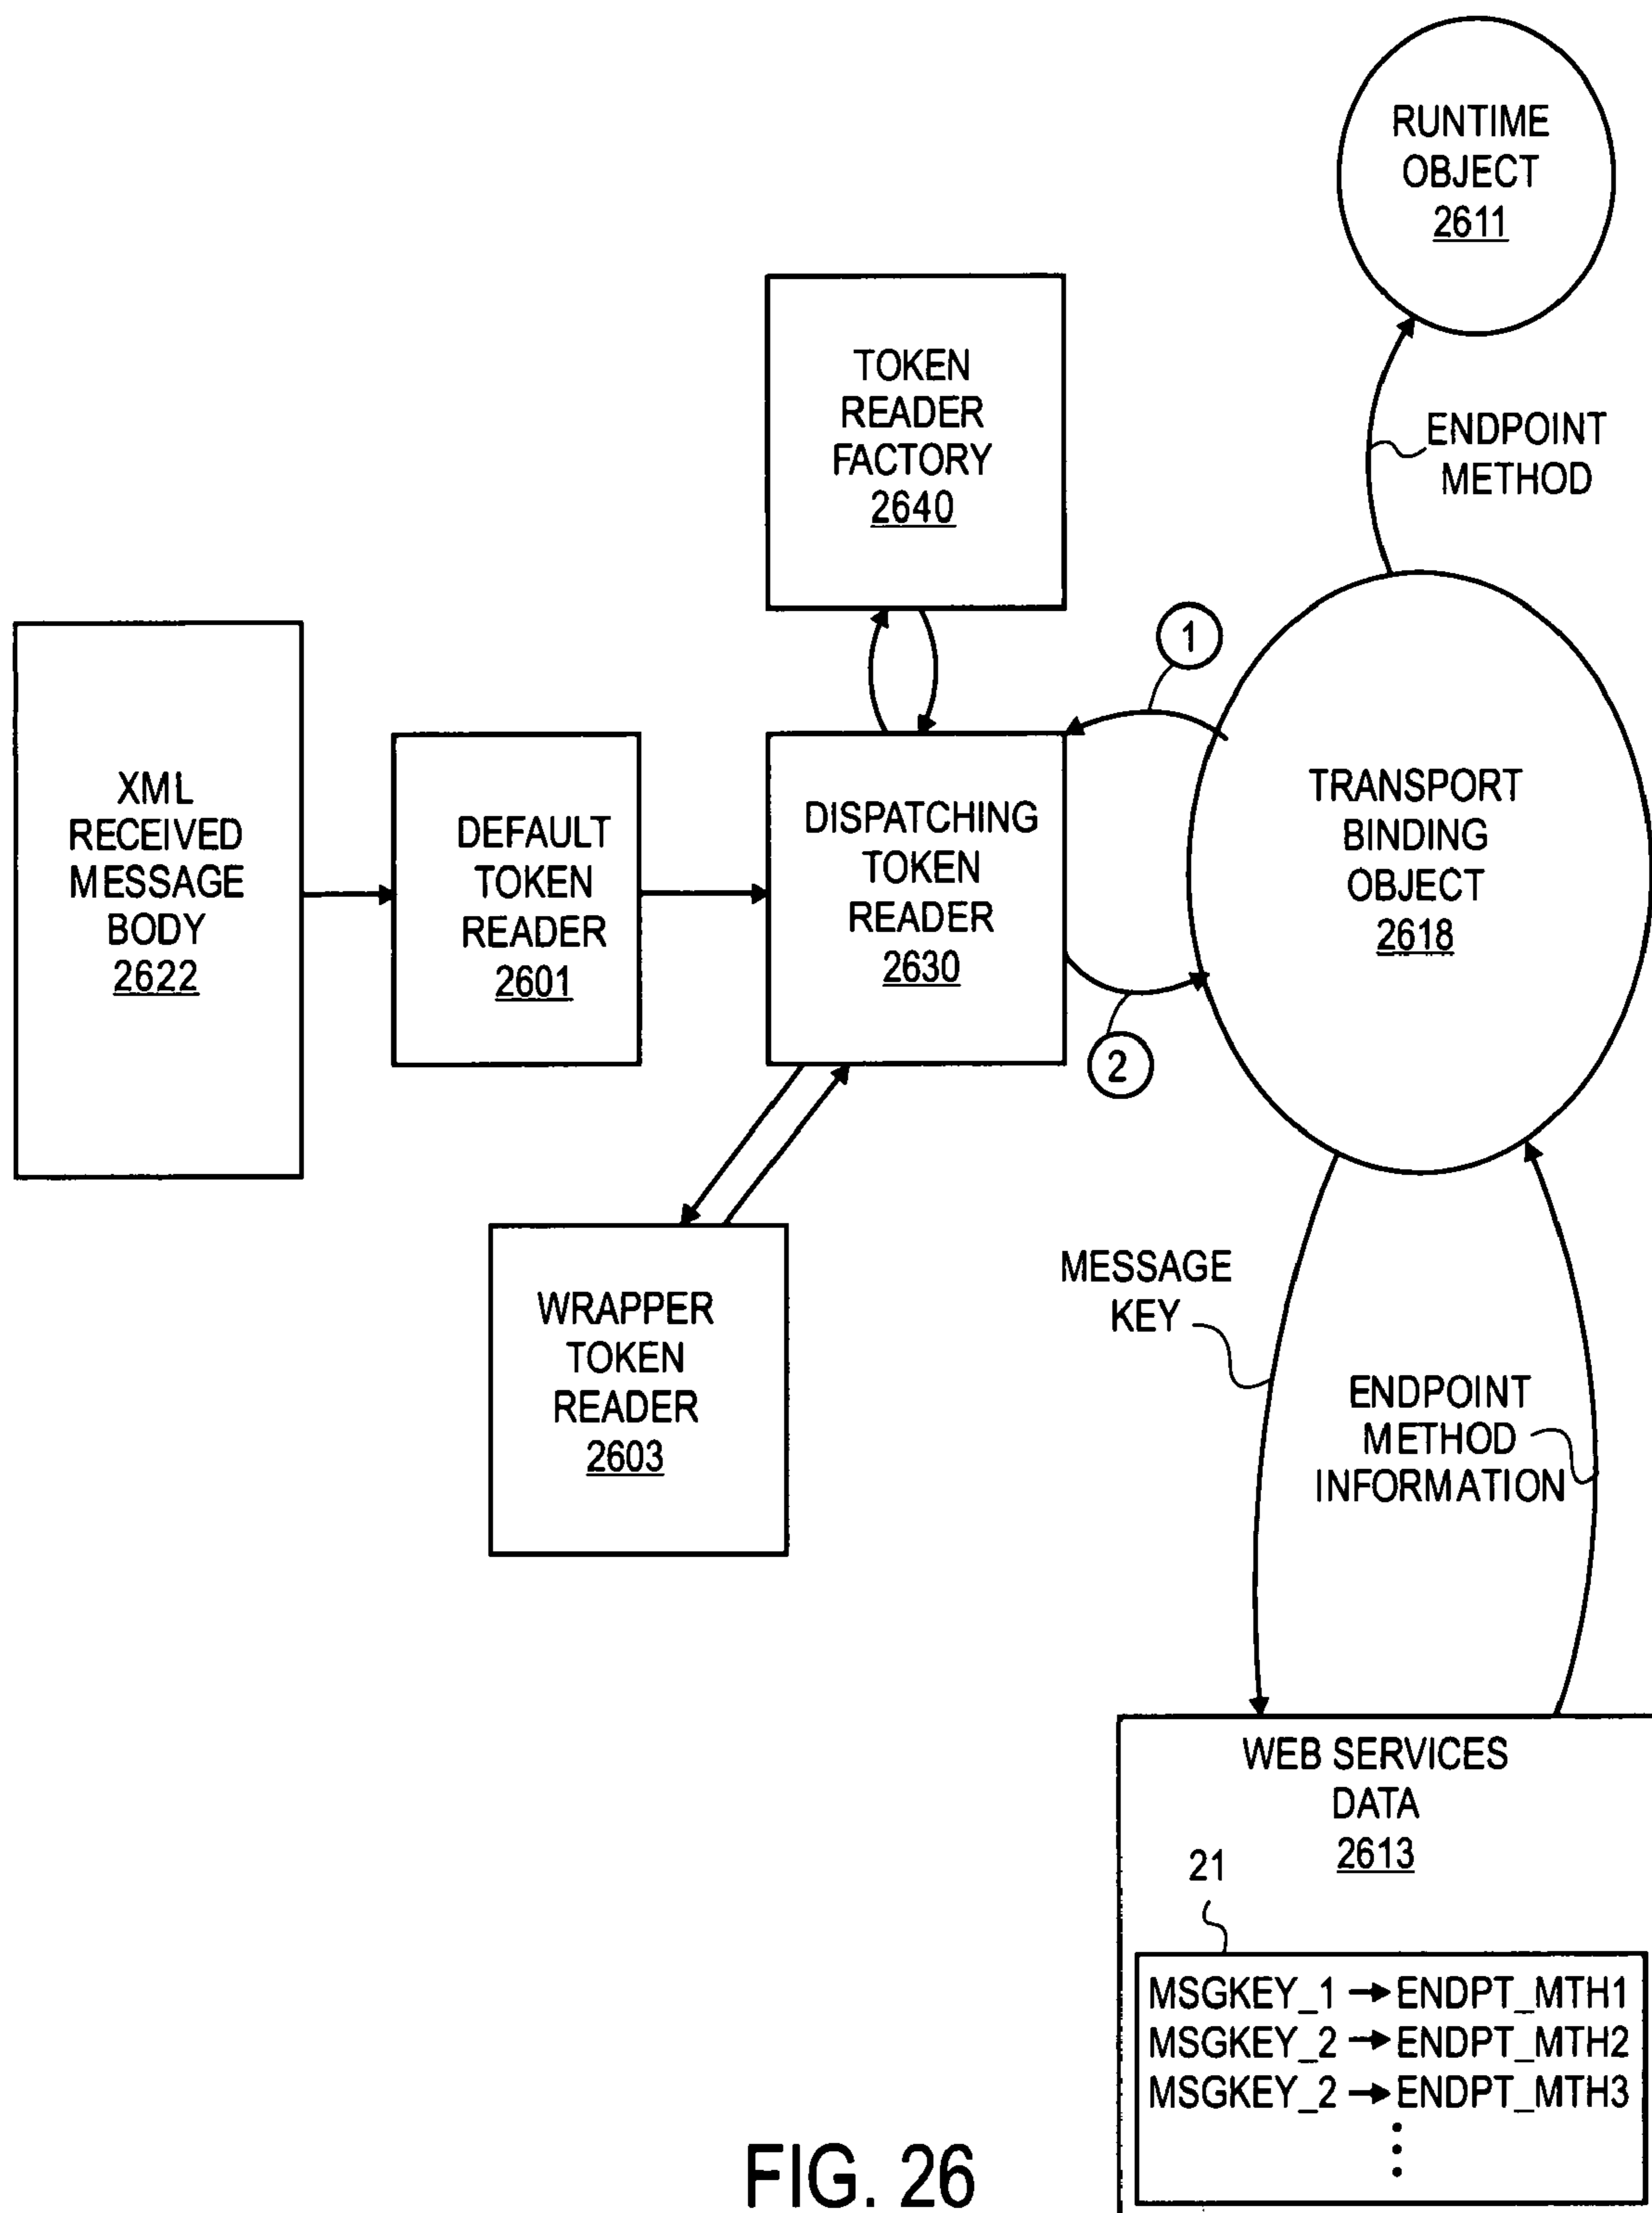 RUNTIME
OBJECT
2611
TOKEN
READER
FACTORY
2640
ENDPOINT
METHOD
1
XML
RECEIVED
MESSAGE
BODY
2622
DEFAULT
TOKEN
READER
2601
DISPATCHING
TOKEN
READER
2630
TRANSPORT
BINDING
OBJECT
2618
2
WRAPPER
TOKEN
READER
2603
MESSAGE
KEY
ENDPOINT
METHOD
INFORMATION
WEB SERVICES
DATA
2613
21
MSGKEY_1 → ENDPT_MTH1
MSGKEY_2 → ENDPT_MTH2
MSGKEY_2 → ENDPT_MTH3
FIG. 26